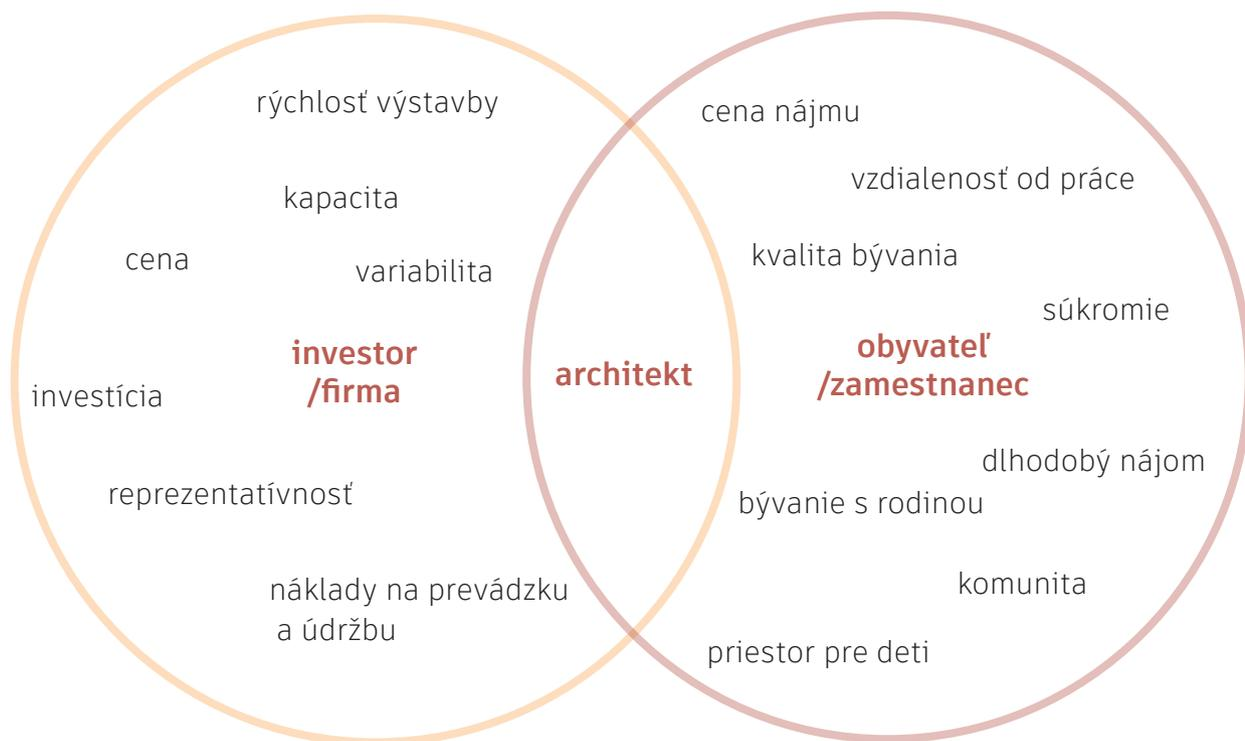 rýchlosť výstavby
kapacita
cena
variabilita
investor
/firma
investícia
reprezentatívnosť
náklady na prevádzku
a údržbu
architekt
cena nájmu
vzdialenosť od práce
kvalita bývania
súkromie
obyvateľ
/zamestnanec
dlhodobý nájom
bývanie s rodinou
komunita
priestor pre deti